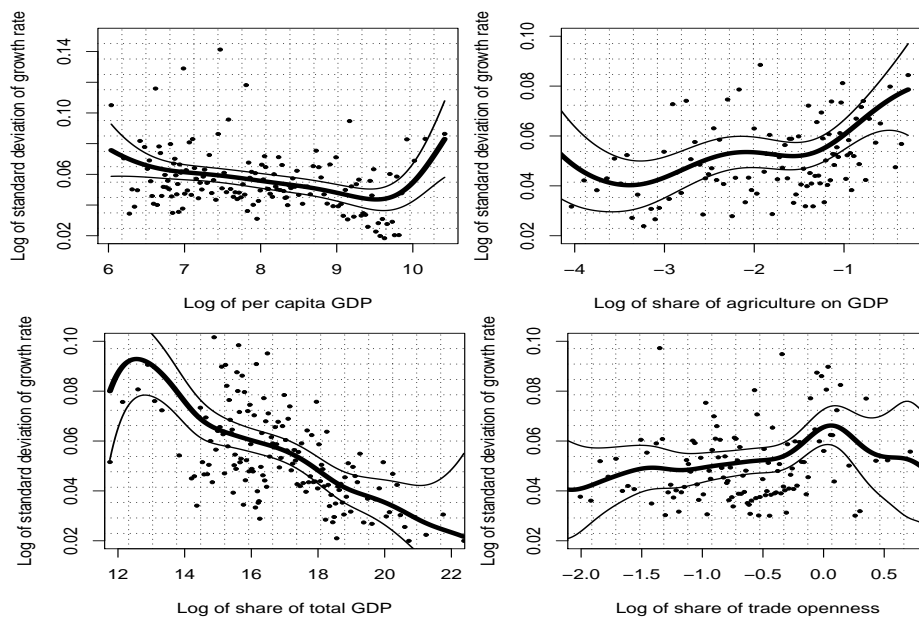 Log of standard deviation of growth rate
0.02 0.06 0.10 0.14
6 7 8 9 10
Log of per capita GDP
Log of standard deviation of growth rate
0.02 0.04 0.06 0.08 0.10
−4 −3 −2 −1
Log of share of agriculture on GDP
Log of standard deviation of growth rate
0.02 0.04 0.06 0.08 0.10
12 14 16 18 20 22
Log of share of total GDP
Log of standard deviation of growth rate
0.02 0.04 0.06 0.08 0.10
−2.0 −1.5 −1.0 −0.5 0.0 0.5
Log of share of trade openness